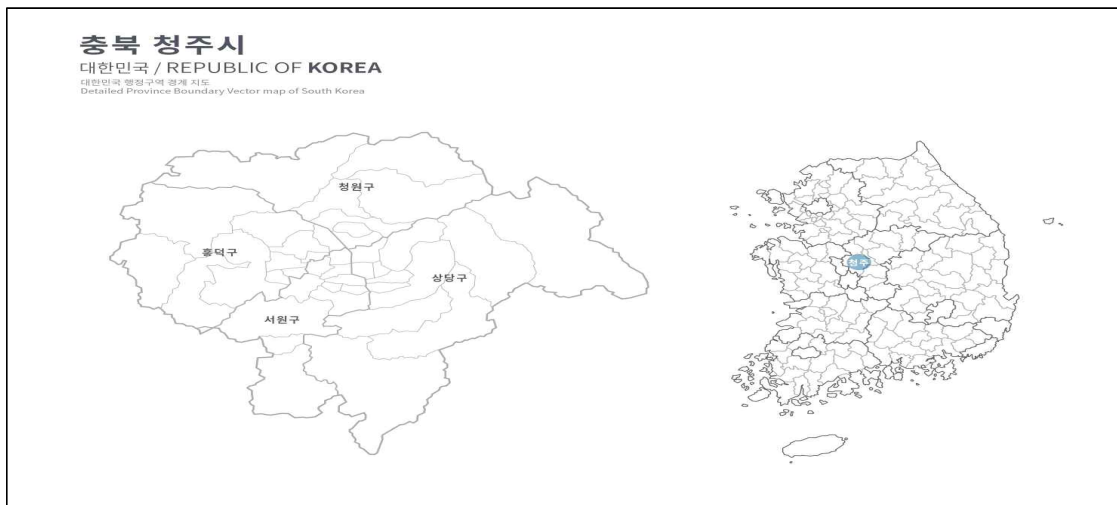 충북 청주시
대한민국 / REPUBLIC OF KOREA
대한민국 행정구역 경계 지도
Detailed Province Boundary Vector map of South Korea
청원구
흥덕구
상당구
서원구
청주